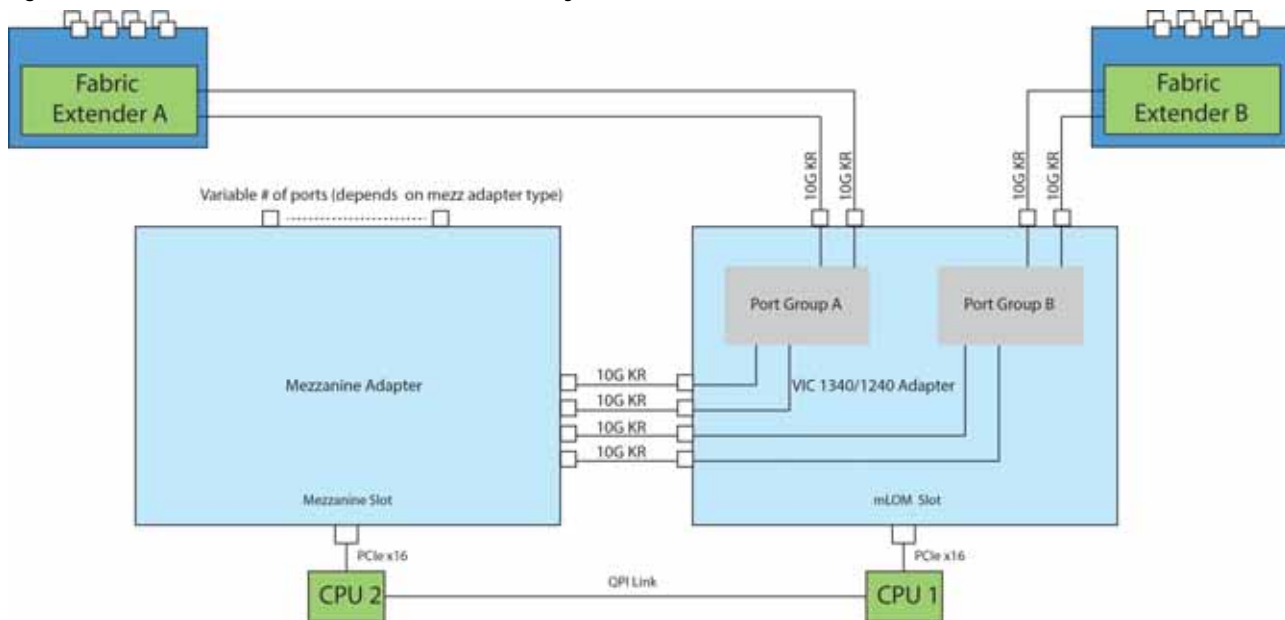 Fabric
Extender A
Fabric
Extender B
10G KR
10G KR
10G KR
10G KR
Variable # of ports (depends on mezz adapter type)
Port Group A
Port Group B
Mezzanine Adapter
10G KR
10G KR
10G KR
10G KR
VIC 1340/1240 Adapter
Mezzanine Slot
mLOM Slot
PCIe x16
PCIe x16
CPU 2
QPI Link
CPU 1